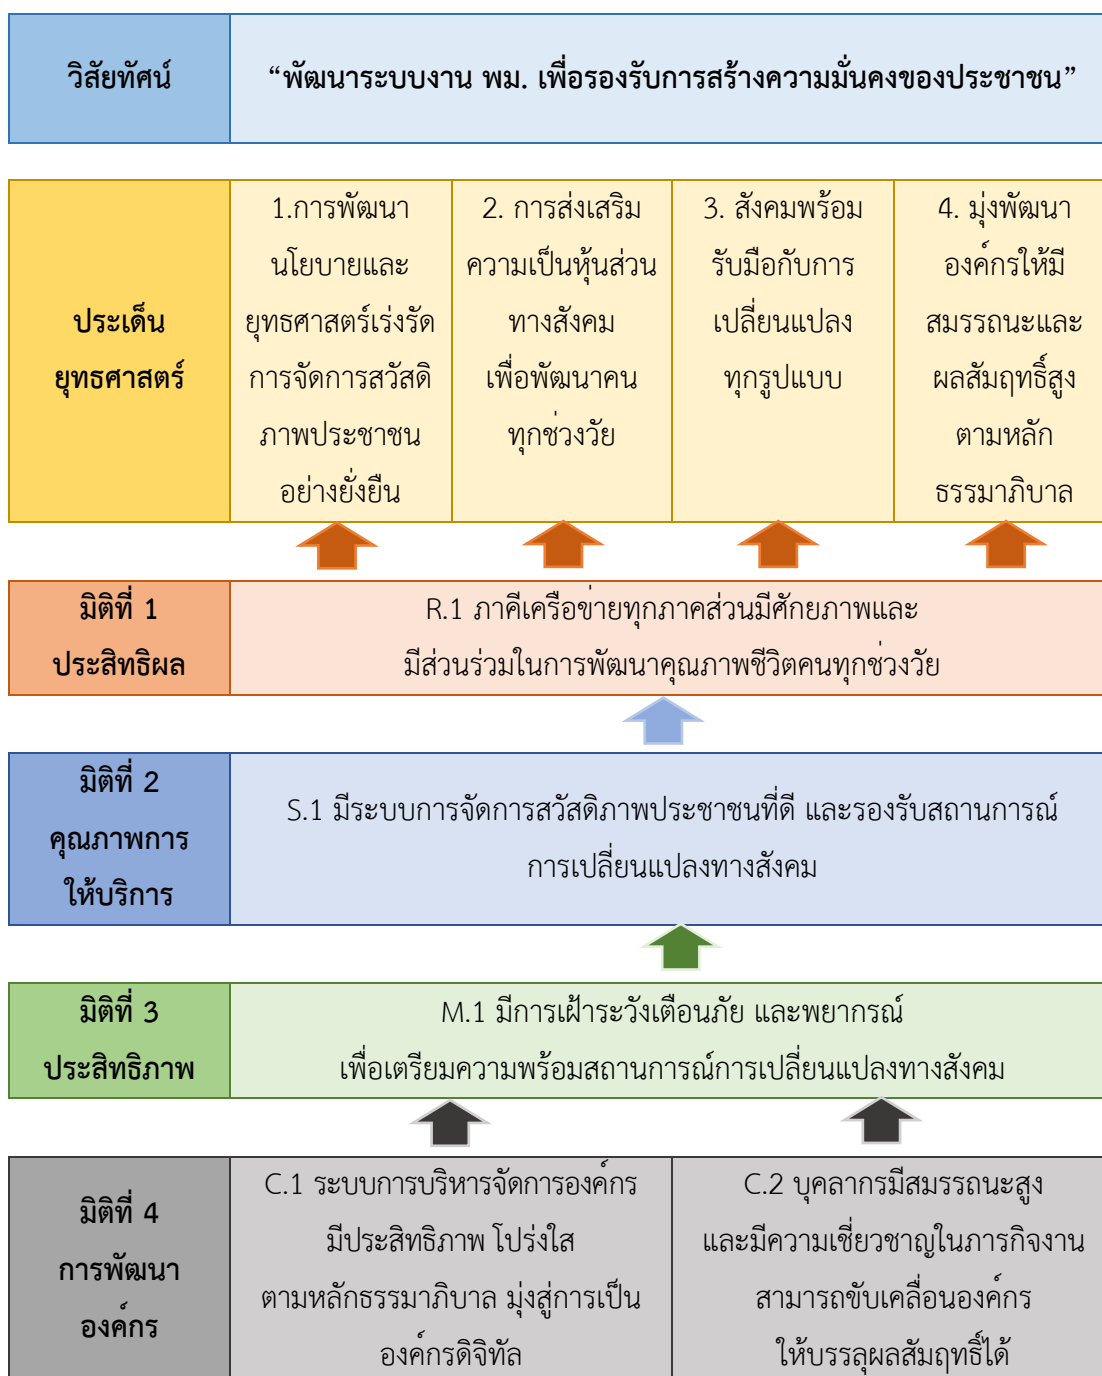 วิสัยทัศน์
“พัฒนาระบบงาน พม. เพื่อรองรับการสร้างความมั่นคงของประชาชน”
ประเด็น
ยุทธศาสตร์
1.การพัฒนา
นโยบายและ
ยุทธศาสตร์เร่งรัด
การจัดการสวัสดิ
ภาพประชาชน
อย่างยั่งยืน
2. การส่งเสริม
ความเป็นหุ้นส่วน
ทางสังคม
เพื่อพัฒนาคน
ทุกช่วงวัย
3. สังคมพร้อม
รับมือกับการ
เปลี่ยนแปลง
ทุกรูปแบบ
4. มุ่งพัฒนา
องค์กรให้มี
สมรรถนะและ
ผลสัมฤทธิ์สูง
ตามหลัก
ธรรมาภิบาล
มิติที่ 1
ประสิทธิผล
R.1 ภาคีเครือข่ายทุกภาคส่วนมีศักยภาพและ
มีส่วนร่วมในการพัฒนาคุณภาพชีวิตคนทุกช่วงวัย
มิติที่ 2
คุณภาพการ
ให้บริการ
S.1 มีระบบการจัดการสวัสดิภาพประชาชนที่ดี และรองรับสถานการณ์
การเปลี่ยนแปลงทางสังคม
มิติที่ 3
ประสิทธิภาพ
M.1 มีการเฝ้าระวังเตือนภัย และพยากรณ์
เพื่อเตรียมความพร้อมสถานการณ์การเปลี่ยนแปลงทางสังคม
มิติที่ 4
การพัฒนา
องค์กร
C.1 ระบบการบริหารจัดการองค์กร
มีประสิทธิภาพ โปร่งใส
ตามหลักธรรมาภิบาล มุ่งสู่การเป็น
องค์กรดิจิทัล
C.2 บุคลากรมีสมรรถนะสูง
และมีความเชี่ยวชาญในภารกิจงาน
สามารถขับเคลื่อนองค์กร
ให้บรรลุผลสัมฤทธิ์ได้